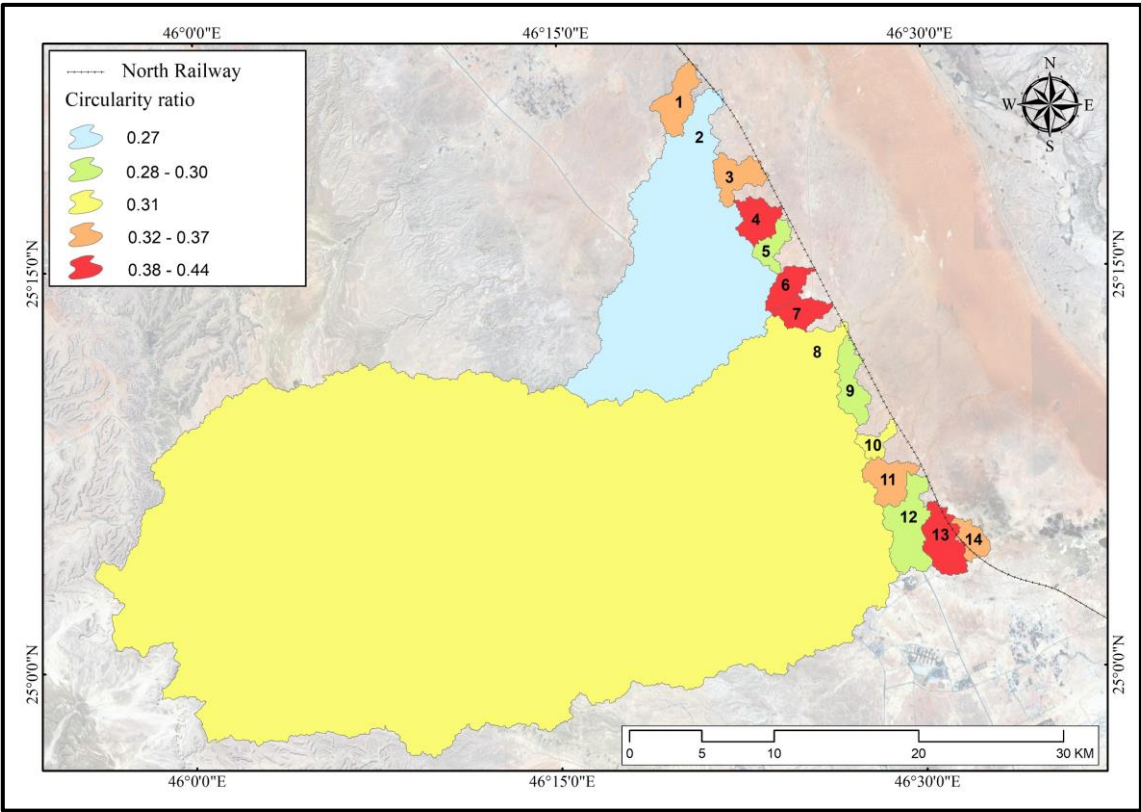 46°0'0"E 46°15'0"E 46°30'0"E
North Railway
Circularity ratio
0.27
0.28 - 0.30
0.31
0.32 - 0.37
0.38 - 0.44
N
W E
S
1
2
3
4
5
25°15'0"N 25°15'0"N
6
7
8
9
10
11
12
13
14
25°0'0"N 25°0'0"N
0 5 10 20 30 KM
46°0'0"E 46°15'0"E 46°30'0"E